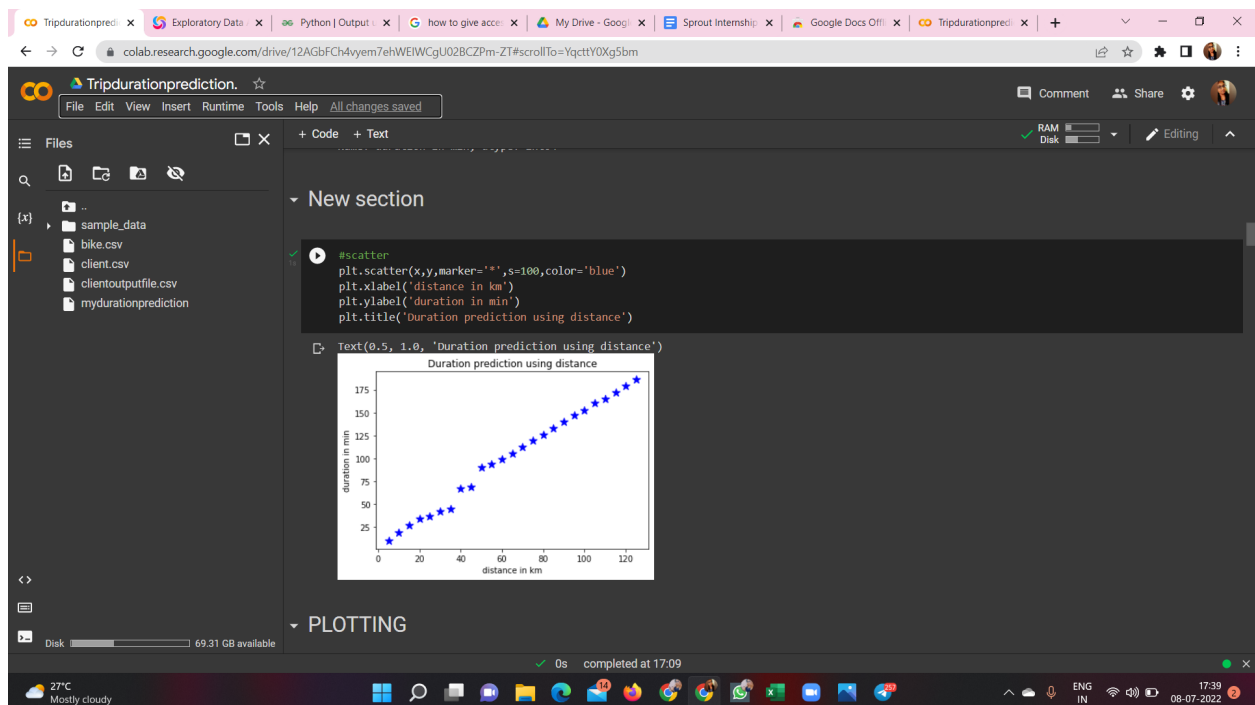 Tripdurationpredi
Exploratory Data A
Python | Output u
how to give acces
My Drive - Googl
Sprout Internship
Google Docs Offl
Tripdurationpredi
colab.research.google.com/drive/12AGbFCh4vyem7ehWEIWCgU02BCZPm-ZT#scrollTo=YqcttY0Xg5bm
Tripdurationprediction.
File Edit View Insert Runtime Tools Help All changes saved
Comment Share
Files
+ Code + Text
RAM
Disk
Editing
{x}
..
sample_data
bike.csv
client.csv
clientoutputfile.csv
mydurationprediction
New section
#scatter
plt.scatter(x,y,marker='*',s=100,color='blue')
plt.xlabel('distance in km')
plt.ylabel('duration in min')
plt.title('Duration prediction using distance')
Text(0.5, 1.0, 'Duration prediction using distance')
Duration prediction using distance
175
150
125
100
75
50
25
duration in min
0 20 40 60 80 100 120
distance in km
PLOTTING
Disk 69.31 GB available
0s completed at 17:09
27°C
Mostly cloudy
14
257
ENG
IN
17:39
08-07-2022
2